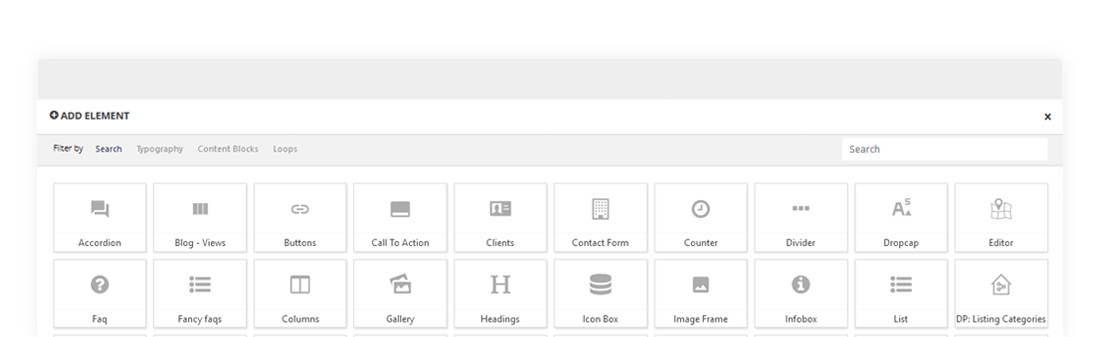 ADD ELEMENT x
Filter by Search Typography Content Blocks Loops Search
Accordion Blog - Views Buttons Call To Action Clients Contact Form Counter Divider Dropcap Editor
Faq Fancy faqs Columns Gallery Headings Icon Box Image Frame Infobox List DP: Listing Categories